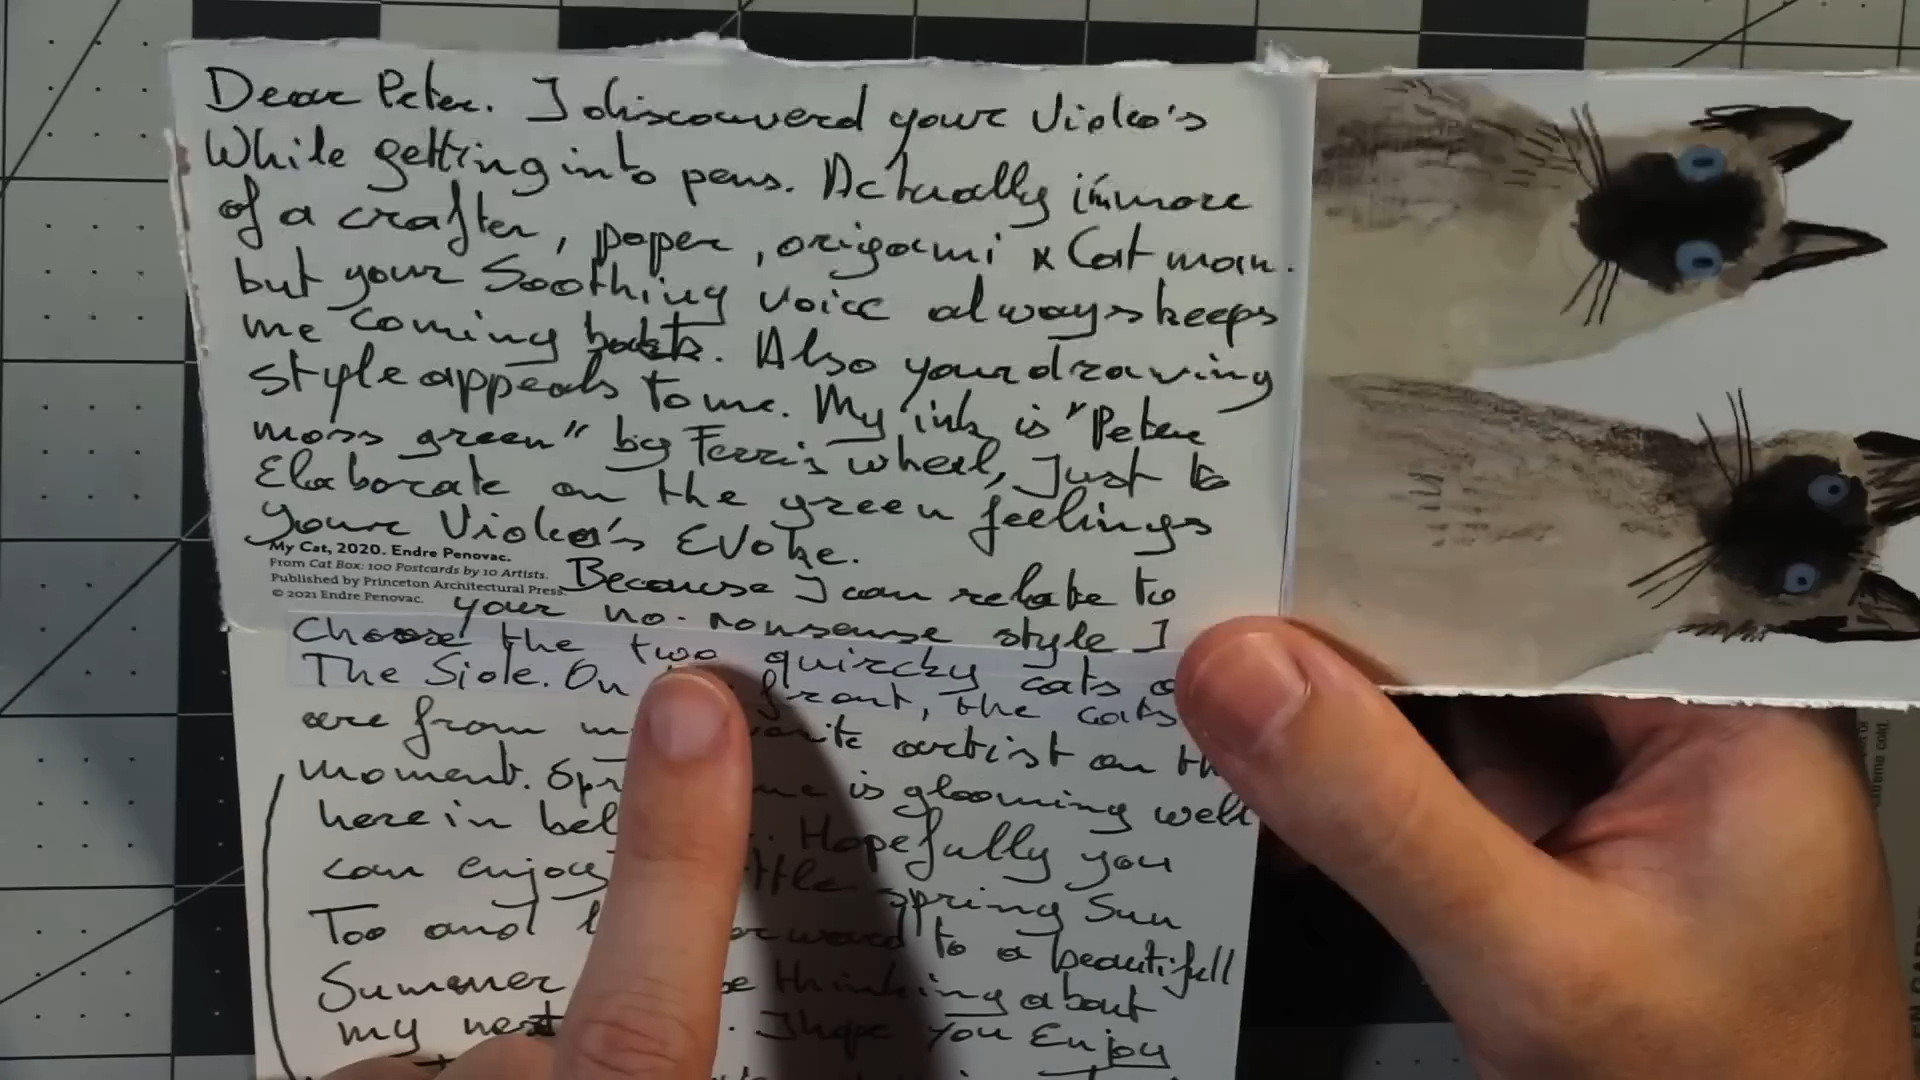 Dear Peter. I discouverd your Video's
While getting into pens. Actually i'm more
of a crafter, paper, origami & Cat man.
but your Soothing voice always keeps
me coming back. Also your drawing
style appeals to me. My ink is "Peter
moss green" by Ferris wheel, Just to
Elaborate on the green feelings
your Video's Evoke.
My Cat, 2020. Endre Penovac.
From Cat Box: 100 Postcards by 10 Artists.
Published by Princeton Architectural Press.
© 2021 Endre Penovac.
Because I can relate to
your no-nonsense style I
Choose the two quircky cats
The Side. On front, the cats
are from artist on
moment. is glooming well
here in Hopefully you
can enjoy spring Sun
Too and to a beautifull
Summer thinking about
my next I hope you Enjoy